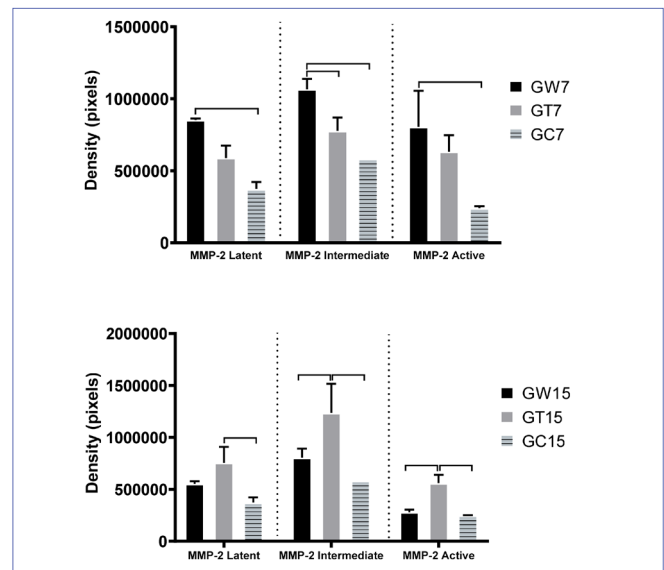 1500000
1000000
500000
0
Density (pixels)
MMP-2 Latent
MMP-2 Intermediate
MMP-2 Active
GW7
GT7
GC7
2000000
1500000
1000000
500000
0
Density (pixels)
MMP-2 Latent
MMP-2 Intermediate
MMP-2 Active
GW15
GT15
GC15